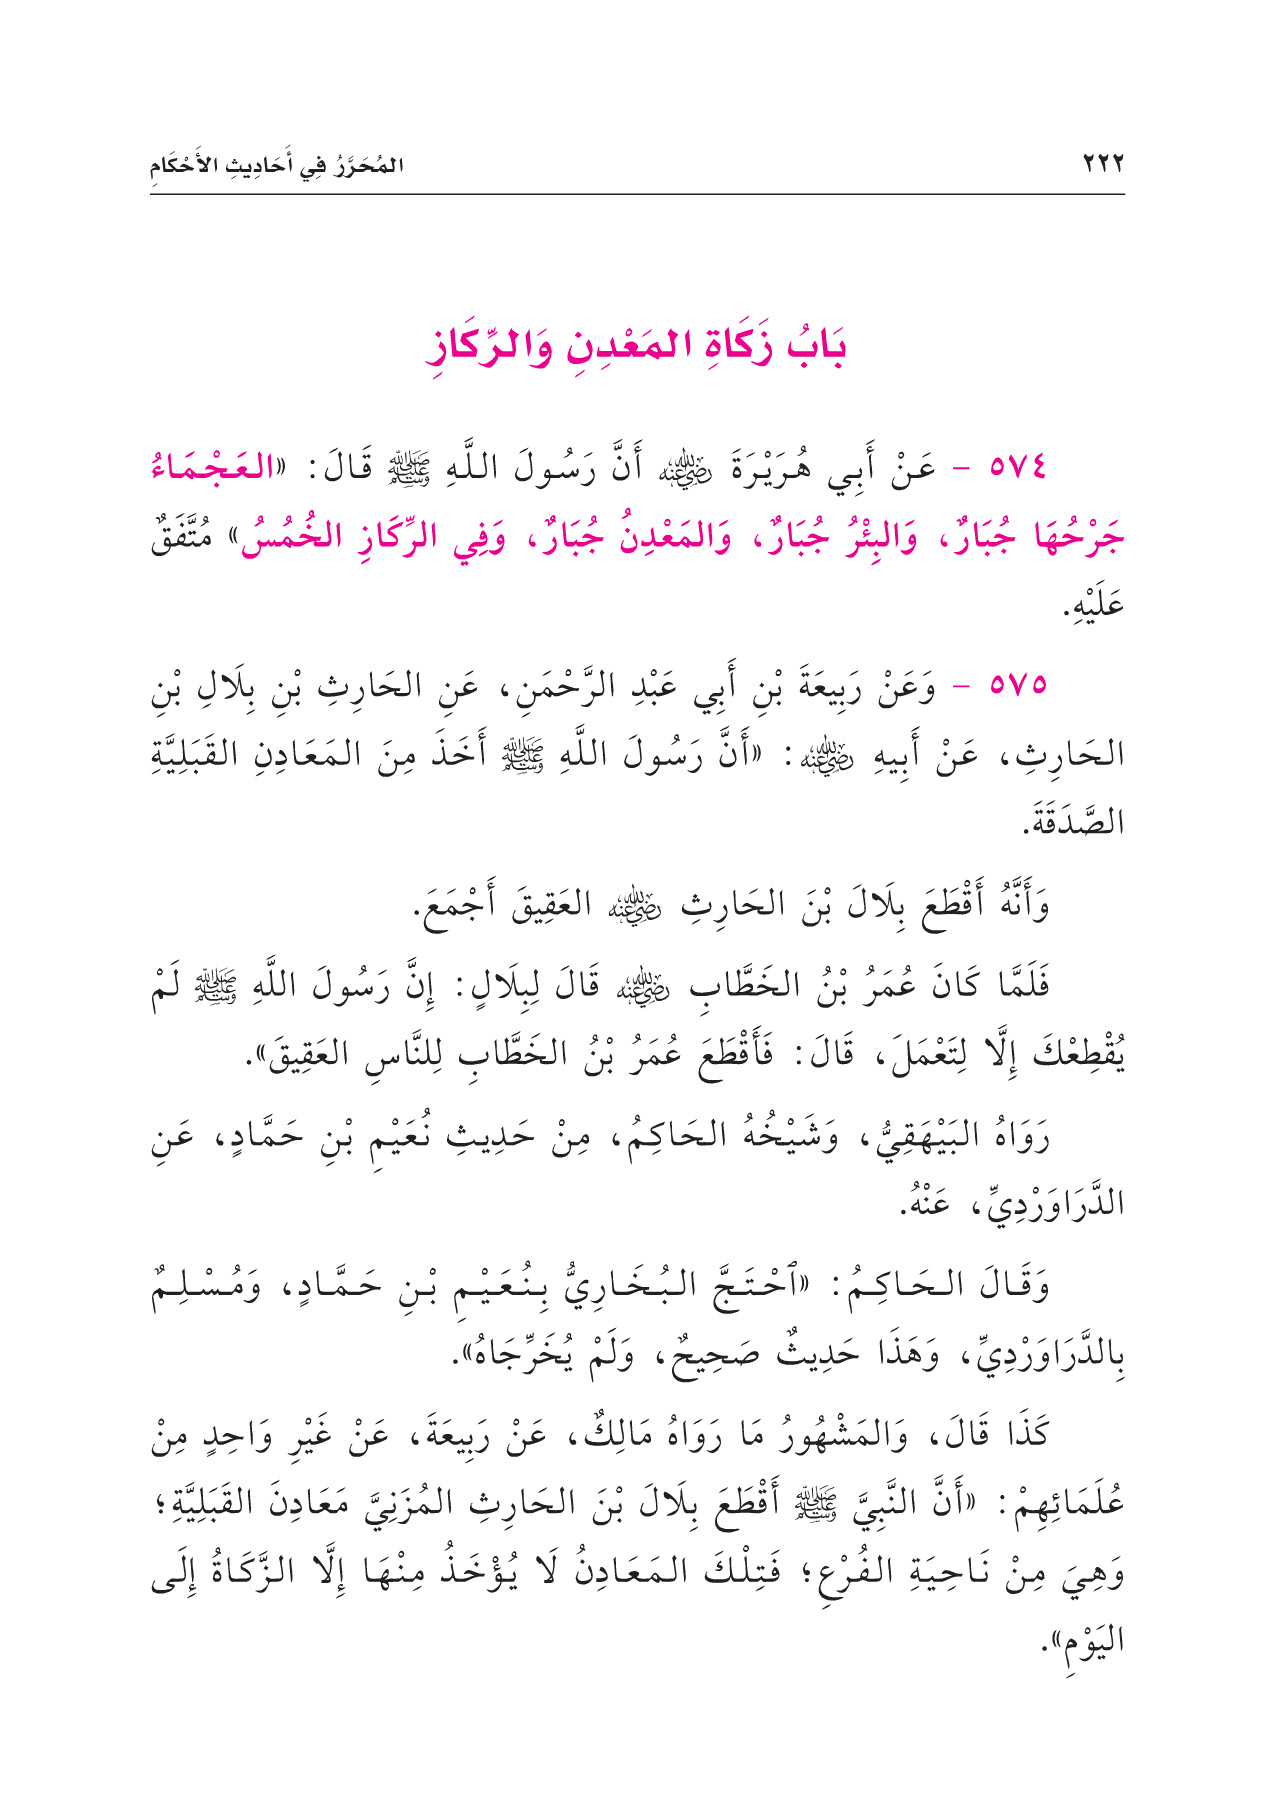 ٢٢٢
المُحَرَّرُ فِي أَحَادِيثِ الأَحْكَامِ
بَابُ زَكَاةِ المَعْدِنِ وَالرِّكَازِ
٥٧٤ – عَنْ أَبِي هُرَيْرَةَ ﵁ أَنَّ رَسُولَ اللَّهِ ﷺ قَالَ: «العَجْمَاءُ
جَرْحُهَا جُبَارٌ، وَالبِئْرُ جُبَارٌ، وَالمَعْدِنُ جُبَارٌ، وَفِي الرِّكَازِ الخُمُسُ» مُتَّفَقٌ
عَلَيْهِ.
٥٧٥ – وَعَنْ رَبِيعَةَ بْنِ أَبِي عَبْدِ الرَّحْمَنِ، عَنِ الحَارِثِ بْنِ بِلَالِ بْنِ
الحَارِثِ، عَنْ أَبِيهِ ﵁: «أَنَّ رَسُولَ اللَّهِ ﷺ أَخَذَ مِنَ المَعَادِنِ القَبَلِيَّةِ
الصَّدَقَةَ.
وَأَنَّهُ أَقْطَعَ بِلَالَ بْنَ الحَارِثِ ﵁ العَقِيقَ أَجْمَعَ.
فَلَمَّا كَانَ عُمَرُ بْنُ الخَطَّابِ ﵁ قَالَ لِبِلَالٍ: إِنَّ رَسُولَ اللَّهِ ﷺ لَمْ
يُقْطِعْكَ إِلَّا لِتَعْمَلَ، قَالَ: فَأَقْطَعَ عُمَرُ بْنُ الخَطَّابِ لِلنَّاسِ العَقِيقَ».
رَوَاهُ البَيْهَقِيُّ، وَشَيْخُهُ الحَاكِمُ، مِنْ حَدِيثِ نُعَيْمِ بْنِ حَمَّادٍ، عَنِ
الدَّرَاوَرْدِيِّ، عَنْهُ.
وَقَالَ الحَاكِمُ: «ٱحْتَجَّ البُخَارِيُّ بِنُعَيْمِ بْنِ حَمَّادٍ، وَمُسْلِمٌ
بِالدَّرَاوَرْدِيِّ، وَهَذَا حَدِيثٌ صَحِيحٌ، وَلَمْ يُخَرِّجَاهُ».
كَذَا قَالَ، وَالمَشْهُورُ مَا رَوَاهُ مَالِكٌ، عَنْ رَبِيعَةَ، عَنْ غَيْرِ وَاحِدٍ مِنْ
عُلَمَائِهِمْ: «أَنَّ النَّبِيَّ ﷺ أَقْطَعَ بِلَالَ بْنَ الحَارِثِ المُزَنِيَّ مَعَادِنَ القَبَلِيَّةِ؛
وَهِيَ مِنْ نَاحِيَةِ الفُرْعِ؛ فَتِلْكَ المَعَادِنُ لَا يُؤْخَذُ مِنْهَا إِلَّا الزَّكَاةُ إِلَى
اليَوْمِ».